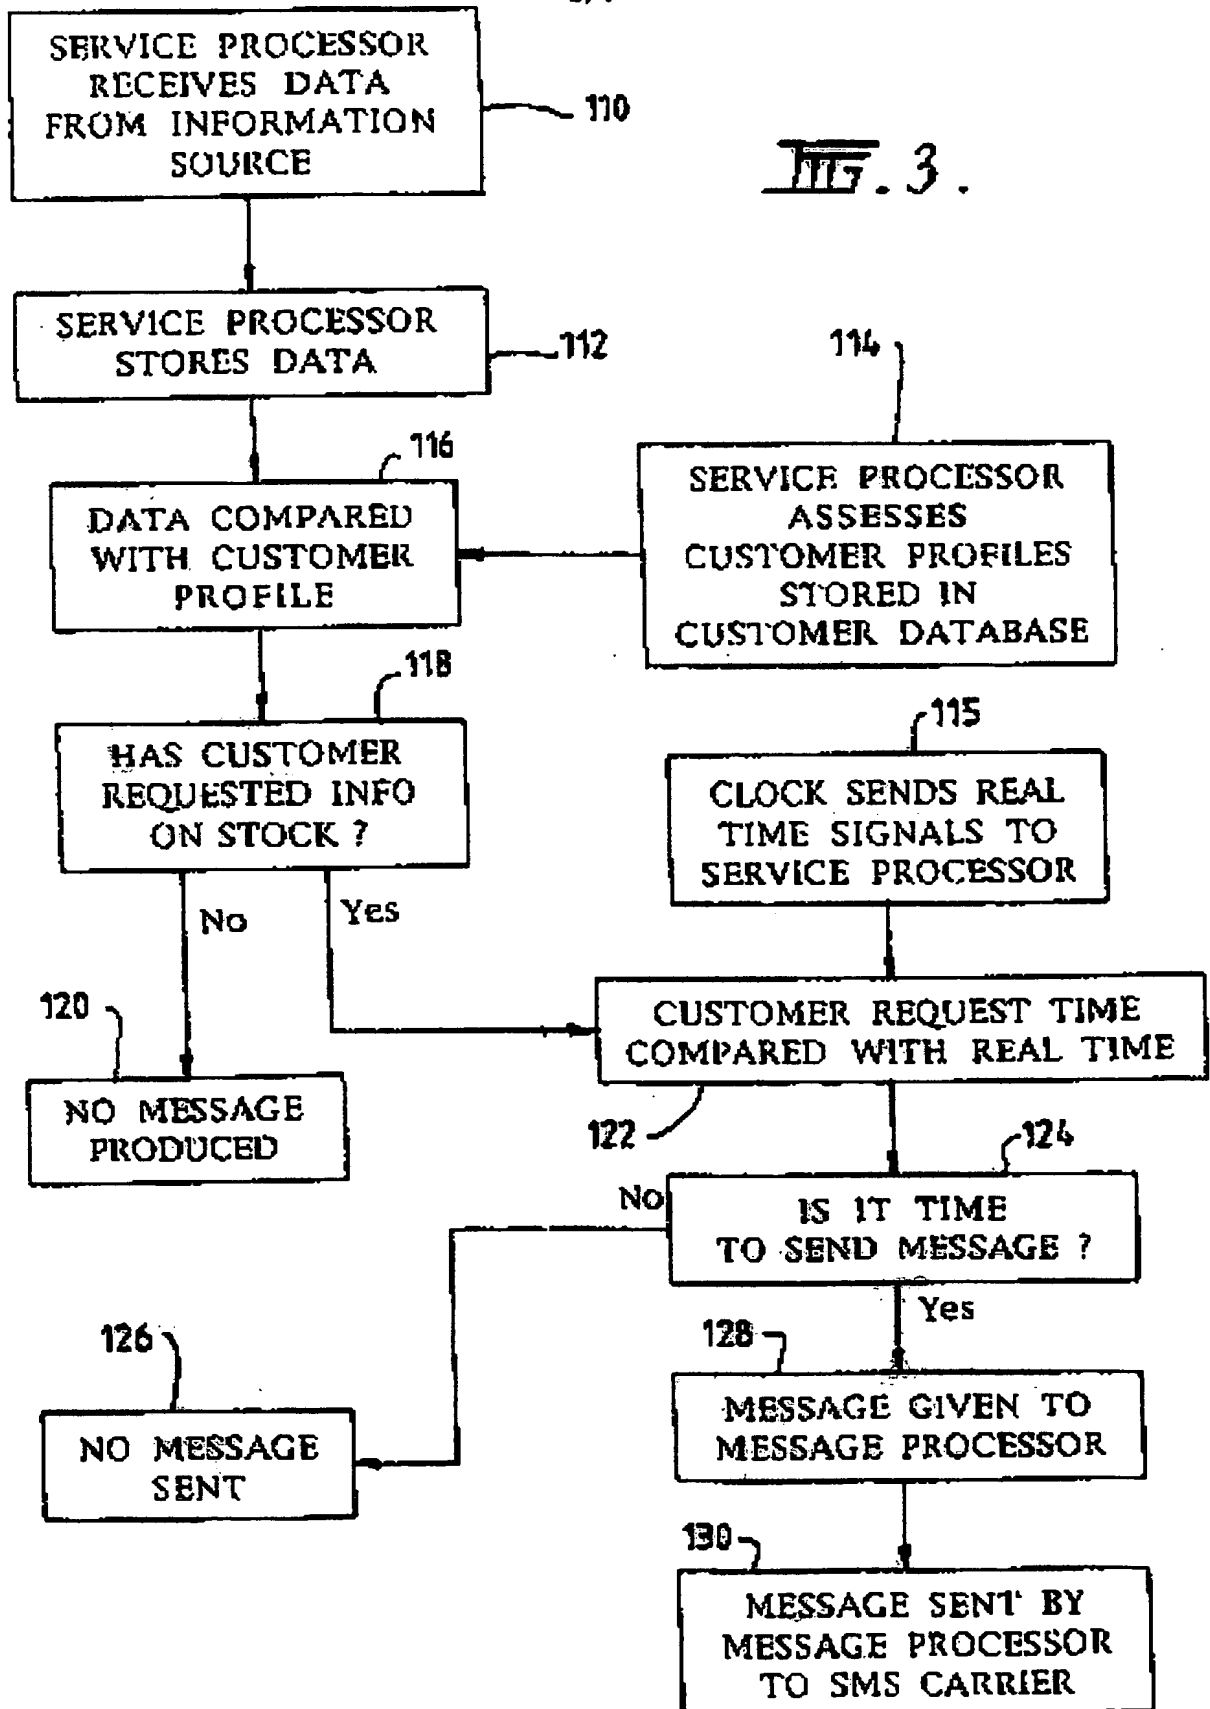 SERVICE PROCESSOR
RECEIVES DATA
FROM INFORMATION
SOURCE
110
FIG. 3.
SERVICE PROCESSOR
STORES DATA
112
114
116
DATA COMPARED
WITH CUSTOMER
PROFILE
SERVICE PROCESSOR
ASSESSES
CUSTOMER PROFILES
STORED IN
CUSTOMER DATABASE
118
HAS CUSTOMER
REQUESTED INFO
ON STOCK ?
115
CLOCK SENDS REAL
TIME SIGNALS TO
SERVICE PROCESSOR
No
Yes
120
NO MESSAGE
PRODUCED
CUSTOMER REQUEST TIME
COMPARED WITH REAL TIME
122
124
No
IS IT TIME
TO SEND MESSAGE ?
Yes
126
NO MESSAGE
SENT
128
MESSAGE GIVEN TO
MESSAGE PROCESSOR
130
MESSAGE SENT BY
MESSAGE PROCESSOR
TO SMS CARRIER